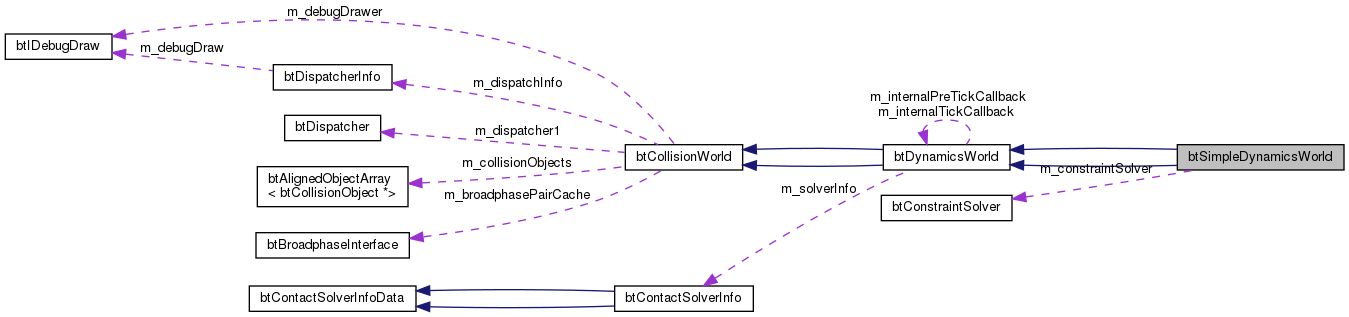 m_debugDrawer
btIDebugDraw
m_debugDraw
btDispatcherInfo
m_dispatchInfo
m_internalPreTickCallback
m_internalTickCallback
btDispatcher
m_dispatcher1
btCollisionWorld
btDynamicsWorld
btSimpleDynamicsWorld
m_collisionObjects
m_constraintSolver
btAlignedObjectArray
< btCollisionObject *>
m_broadphasePairCache
m_solverInfo
btConstraintSolver
btBroadphaseInterface
btContactSolverInfoData
btContactSolverInfo